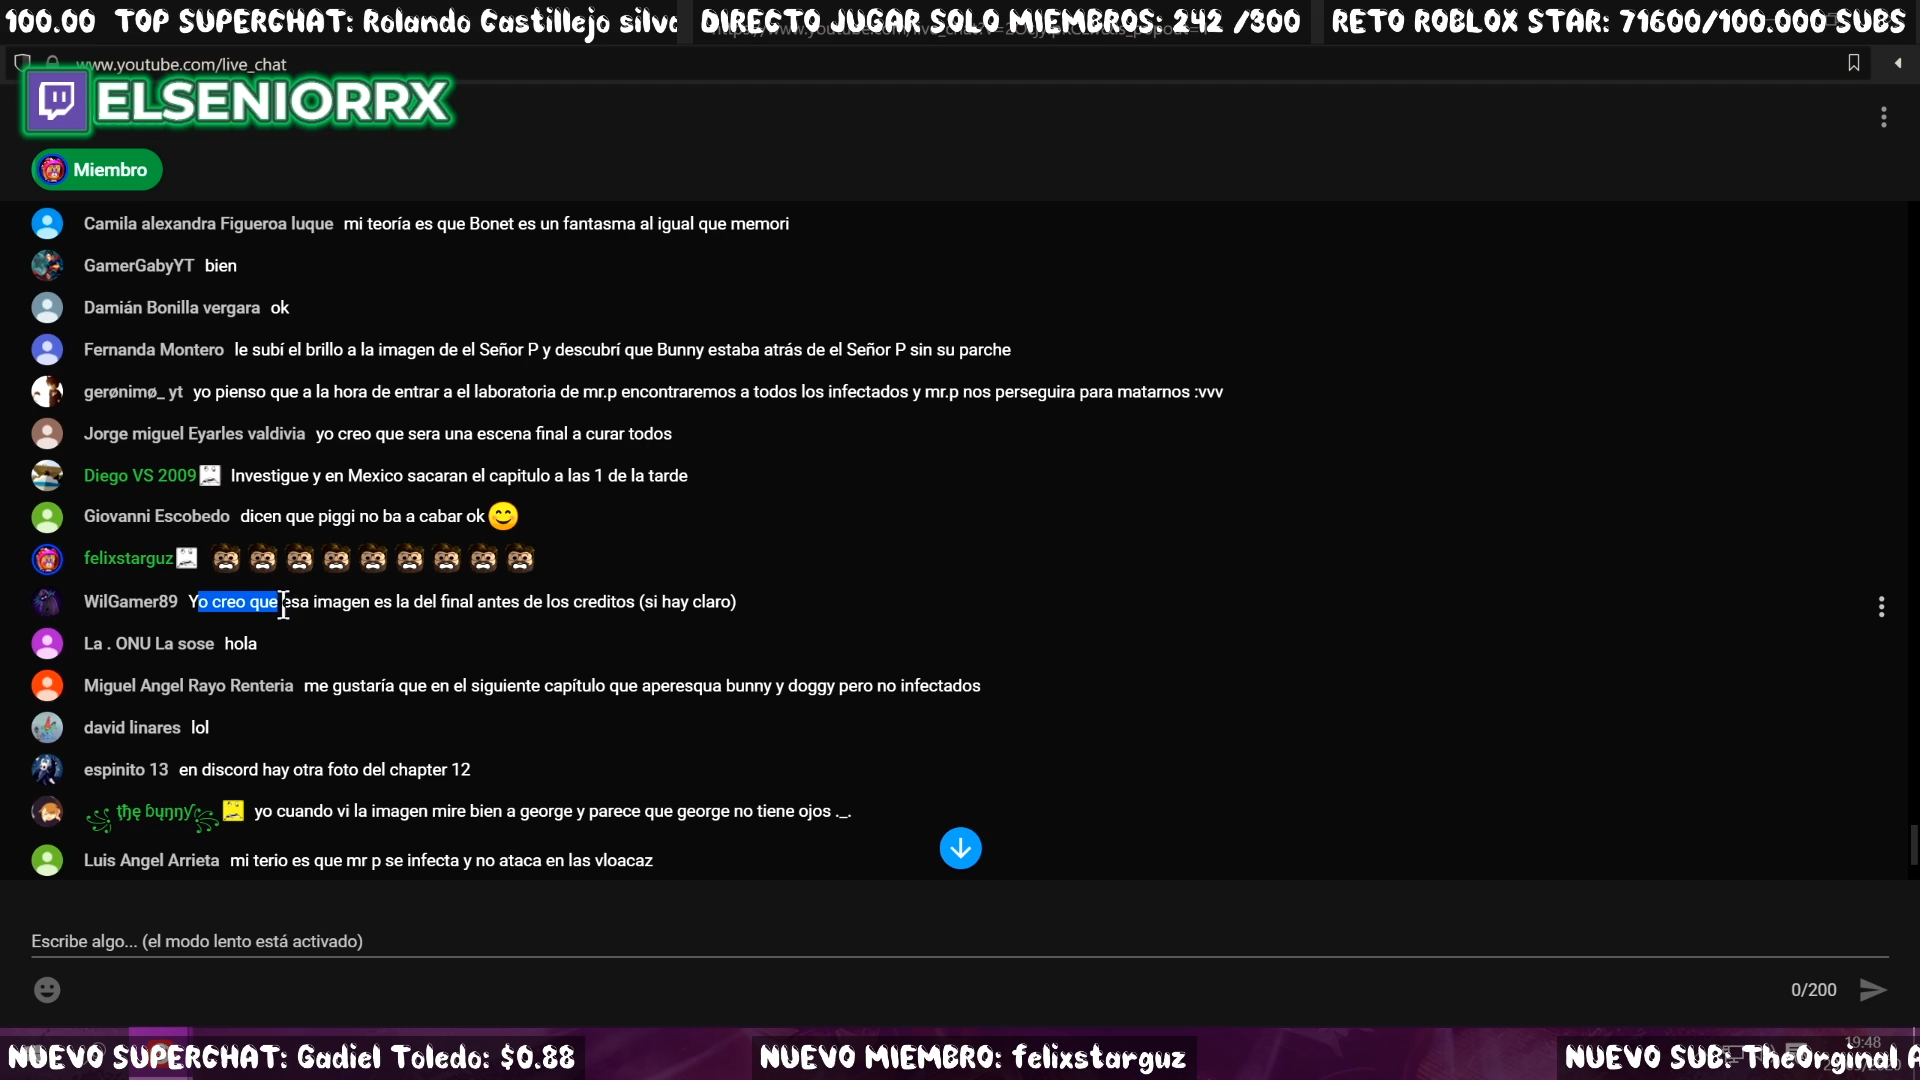 100.00 TOP SUPERCHAT: Rolando Castillejo silva
DIRECTO JUGAR SOLO MIEMBROS: 242 /300
RETO ROBLOX STAR: 71600/100.000 SUBS
www.youtube.com/live_chat
ELSENIORRX
Miembro
Camila alexandra Figueroa luque mi teoría es que Bonet es un fantasma al igual que memori
GamerGabyYT bien
Damián Bonilla vergara ok
Fernanda Montero le subí el brillo a la imagen de el Señor P y descubrí que Bunny estaba atrás de el Señor P sin su parche
gerønimø_ yt yo pienso que a la hora de entrar a el laboratoria de mr.p encontraremos a todos los infectados y mr.p nos perseguira para matarnos :vvv
Jorge miguel Eyarles valdivia yo creo que sera una escena final a curar todos
Diego VS 2009 Investigue y en Mexico sacaran el capitulo a las 1 de la tarde
Giovanni Escobedo dicen que piggi no ba a cabar ok😊
felixstarguz
WilGamer89 Yo creo que esa imagen es la del final antes de los creditos (si hay claro)
La . ONU La sose hola
Miguel Angel Rayo Renteria me gustaría que en el siguiente capítulo que aperesqua bunny y doggy pero no infectados
david linares lol
espinito 13 en discord hay otra foto del chapter 12
yo cuando vi la imagen mire bien a george y parece que george no tiene ojos ._.
Luis Angel Arrieta mi terio es que mr p se infecta y no ataca en las vloacaz
Escribe algo... (el modo lento está activado)
0/200
19:48
NUEVO SUPERCHAT: Gadiel Toledo: $0.88
NUEVO MIEMBRO: felixstarguz
NUEVO SUB: TheOrginal A